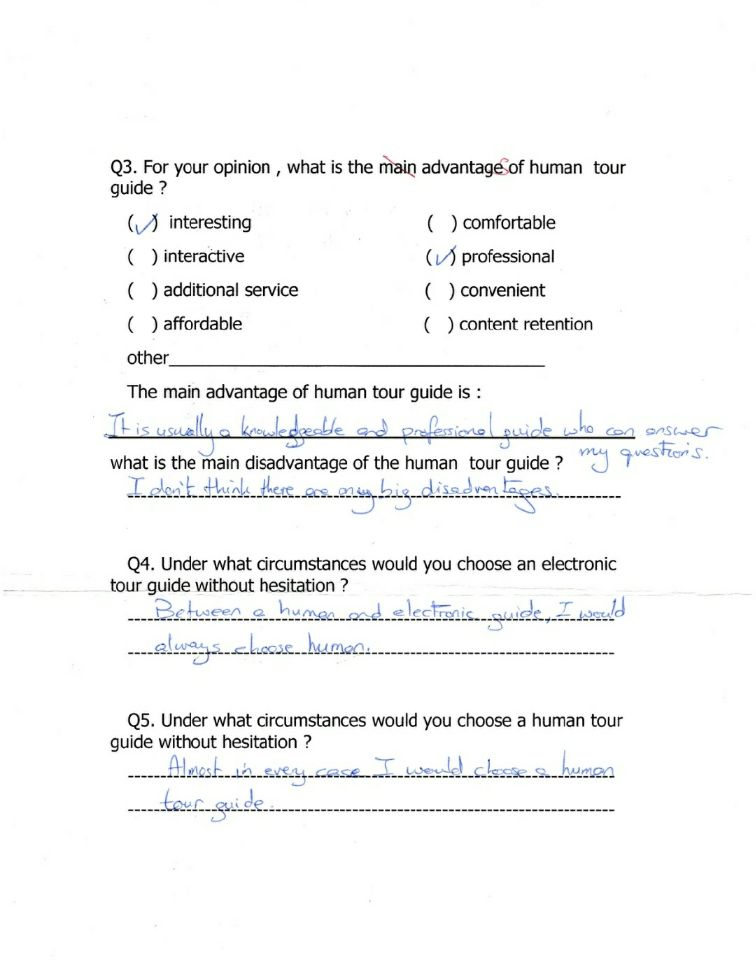 Q3. For your opinion , what is the main advantages of human tour
guide ?
(✓) interesting ( ) comfortable
( ) interactive (✓) professional
( ) additional service ( ) convenient
( ) affordable ( ) content retention
other____________________
The main advantage of human tour guide is :
It is usually a knowledgeable and professional guide who can answer
my questions.
what is the main disadvantage of the human tour guide ?
I don't think there are any big disadvantages.
Q4. Under what circumstances would you choose an electronic
tour guide without hesitation ?
Between a human and electronic guide, I would
always choose human.
Q5. Under what circumstances would you choose a human tour
guide without hesitation ?
Almost in every case I would choose a human
tour guide.